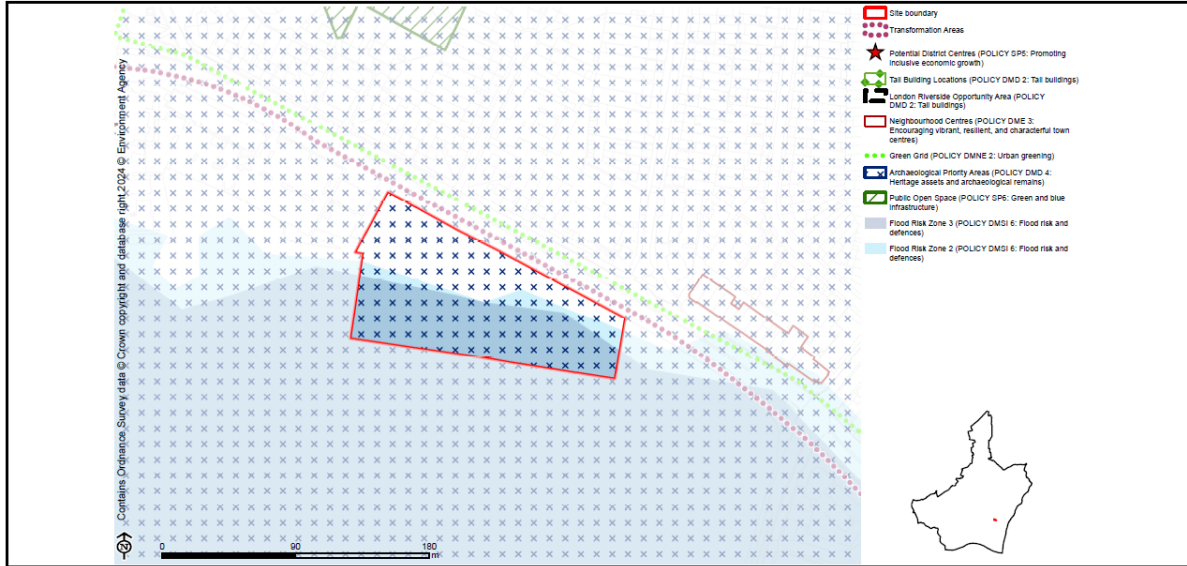 Contains Ordnance Survey data © Crown copyright and database right 2024 © Environment Agency
N
0
90
180
m
Site boundary
Transformation Areas
Potential District Centres (POLICY SP5: Promoting
inclusive economic growth)
Tall Building Locations (POLICY DMD 2: Tall buildings)
London Riverside Opportunity Area (POLICY
DMD 2: Tall buildings)
Neighbourhood Centres (POLICY DME 3:
Encouraging vibrant, resilient, and characterful town
centres)
Green Grid (POLICY DMNE 2: Urban greening)
Archaeological Priority Areas (POLICY DMD 4:
Heritage assets and archaeological remains)
Public Open Space (POLICY SP6: Green and blue
infrastructure)
Flood Risk Zone 3 (POLICY DMSI 6: Flood risk and
defences)
Flood Risk Zone 2 (POLICY DMSI 6: Flood risk and
defences)